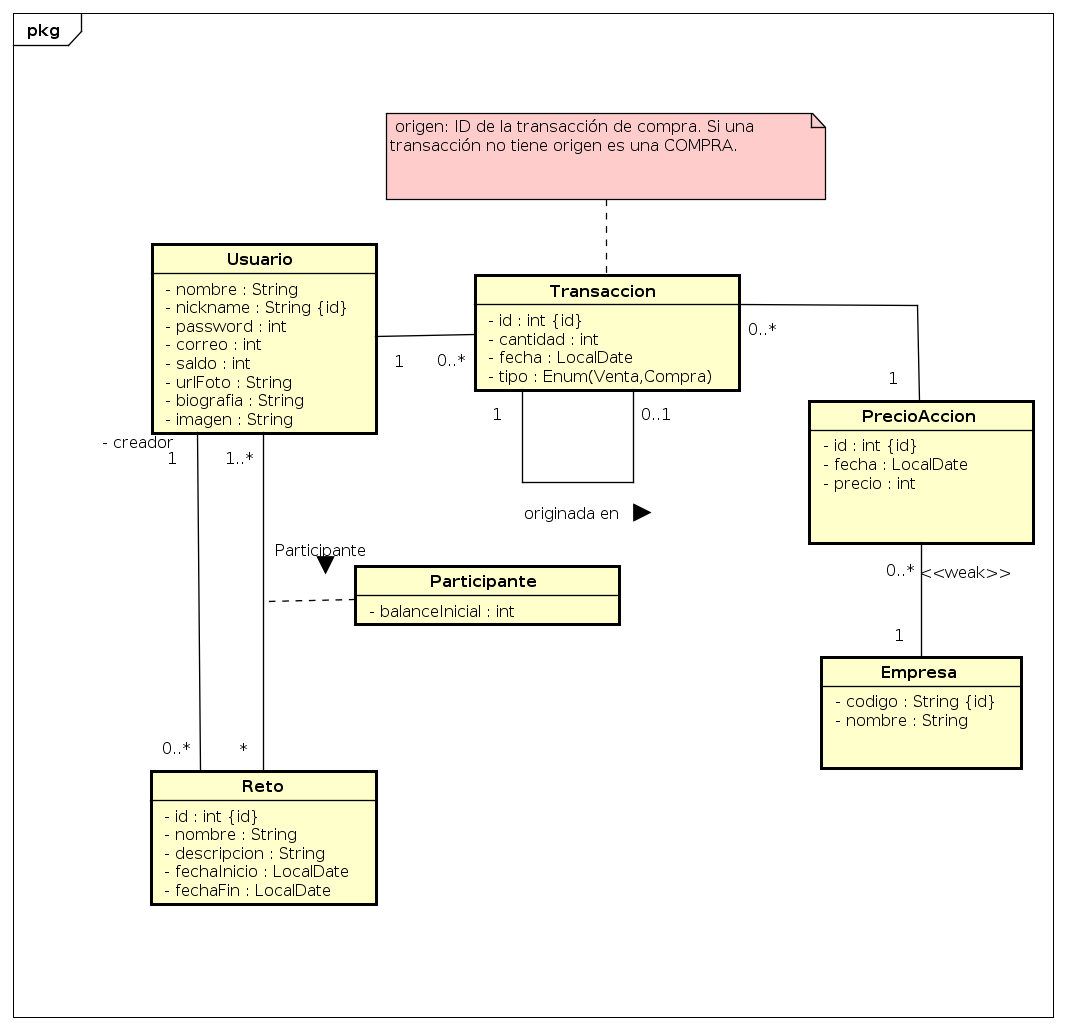 pkg
origen: ID de la transacción de compra. Si una
transacción no tiene origen es una COMPRA.
Usuario
- nombre : String
- nickname : String {id}
- password : int
- correo : int
- saldo : int
- urlFoto : String
- biografia : String
- imagen : String
Transaccion
- id : int {id}
- cantidad : int
- fecha : LocalDate
- tipo : Enum(Venta,Compra)
1
0..*
0..*
1
1
0..1
originada en
PrecioAccion
- id : int {id}
- fecha : LocalDate
- precio : int
- creador
1
1..*
Participante
Participante
- balanceInicial : int
0..*
<<weak>>
1
Empresa
- codigo : String {id}
- nombre : String
0..*
*
Reto
- id : int {id}
- nombre : String
- descripcion : String
- fechaInicio : LocalDate
- fechaFin : LocalDate